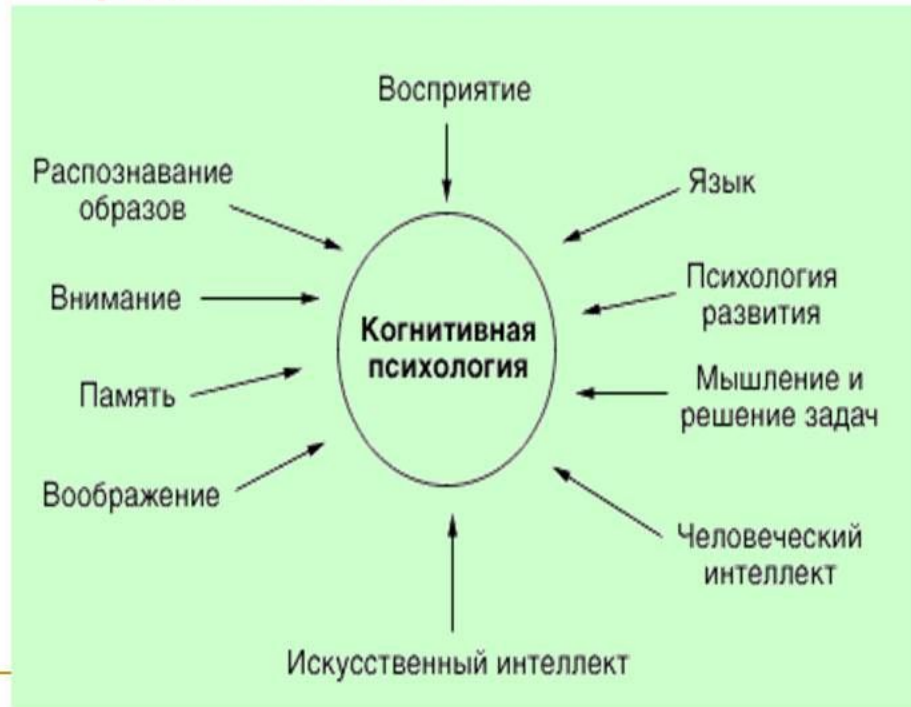 Восприятие
Распознавание
образов
Язык
Внимание
Психология
развития
Когнитивная
психология
Память
Мышление и
решение задач
Воображение
Человеческий
интеллект
Искусственный интеллект